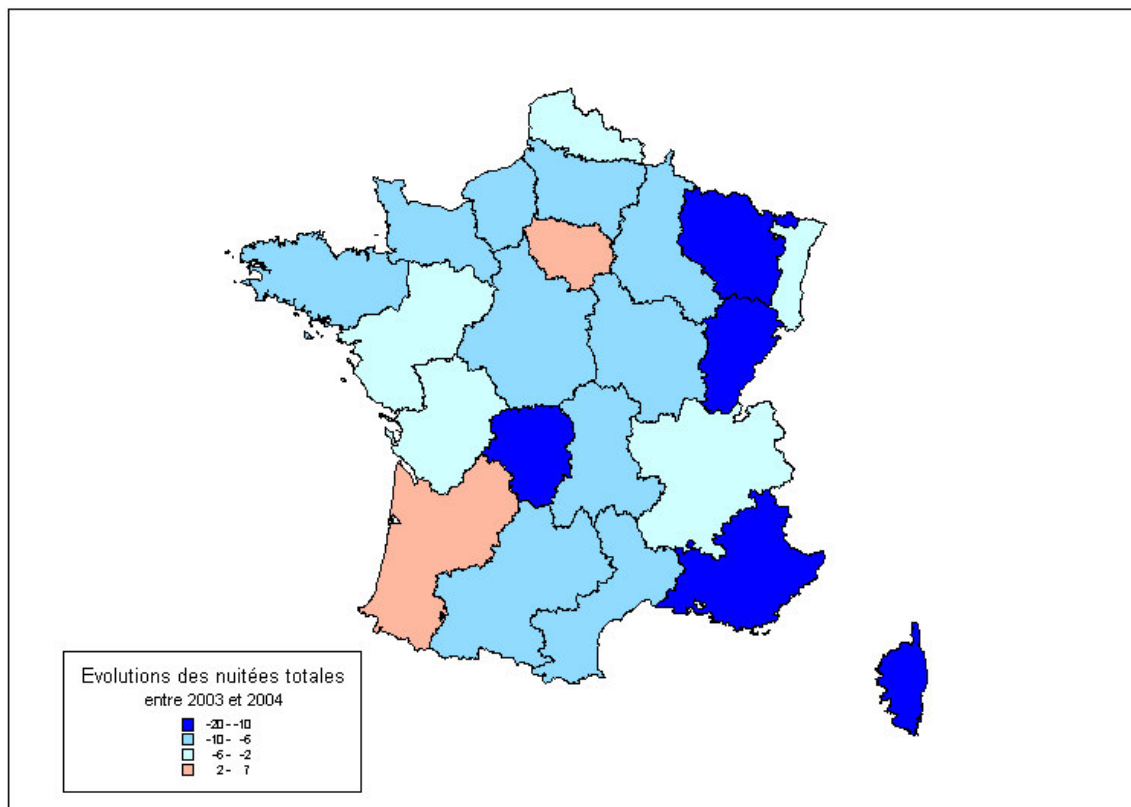 Evolutions des nuitées totales
entre 2003 et 2004
-20 - -10
-10 - -6
-6 - -2
2 - 7